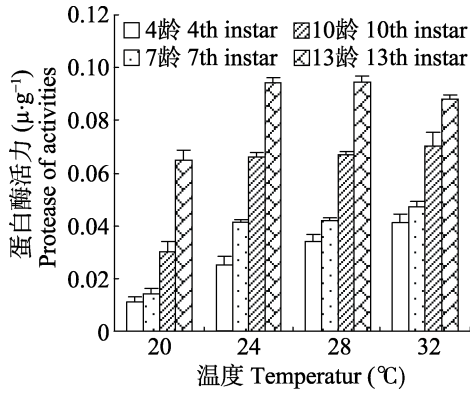 0.12
0.10
0.08
0.06
0.04
0.02
0
蛋白酶活力 (μ·g⁻¹)
Protease of activities
4龄 4th instar 10龄 10th instar
7龄 7th instar 13龄 13th instar
20 24 28 32
温度 Temperatur (℃)